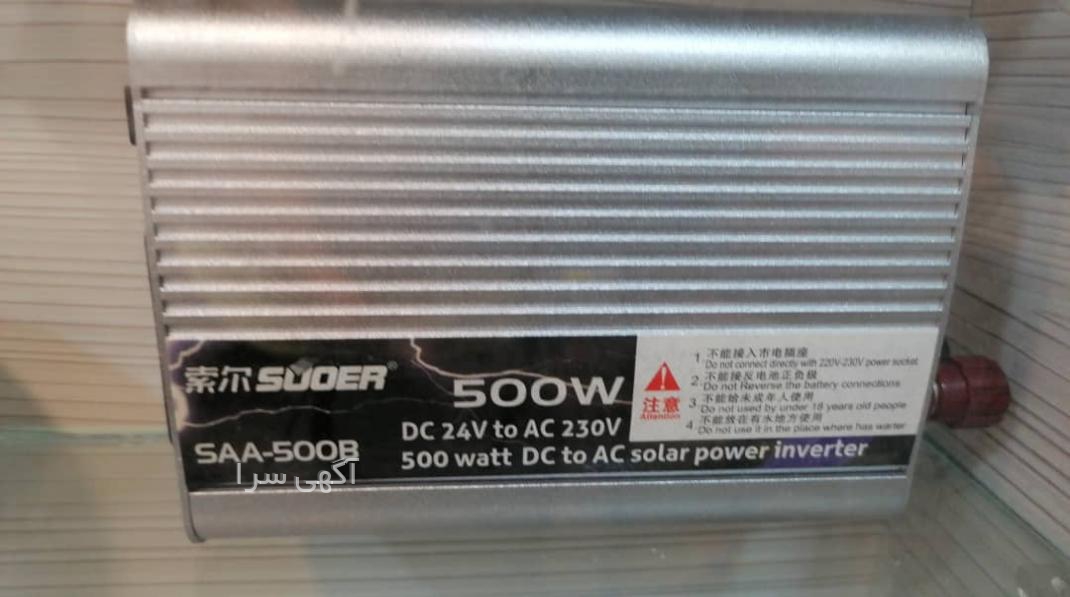 索尔 SUOER®
500W
SAA-500B
DC 24V to AC 230V
500 watt DC to AC solar power inverter
注意
Attention
1 不能接入市电插座
Do not connect directly with 220V-230V power socket
2 不能接反电池正负级
Do not Reverse the battery connections
3 不能给未成年人使用
Do not used by under 18 years old people
4 不能放在有水地方使用
Do not use it in the place where has warter
آگهی سرا